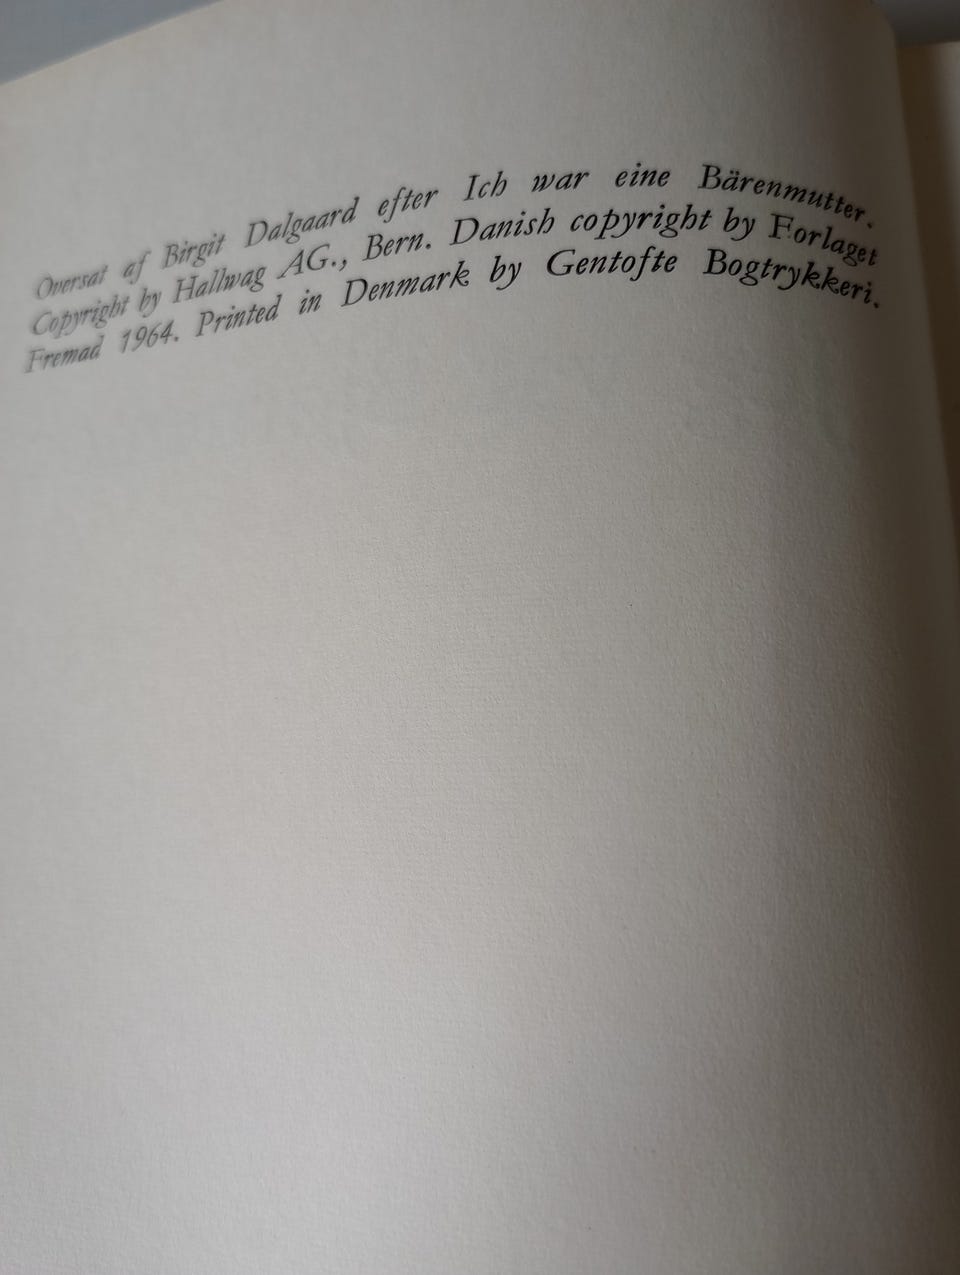 Oversat af Birgit Dalgaard efter Ich war eine Bärenmutter.
Copyright by Hallwag AG., Bern. Danish copyright by Forlaget
Fremad 1964. Printed in Denmark by Gentofte Bogtrykkeri.